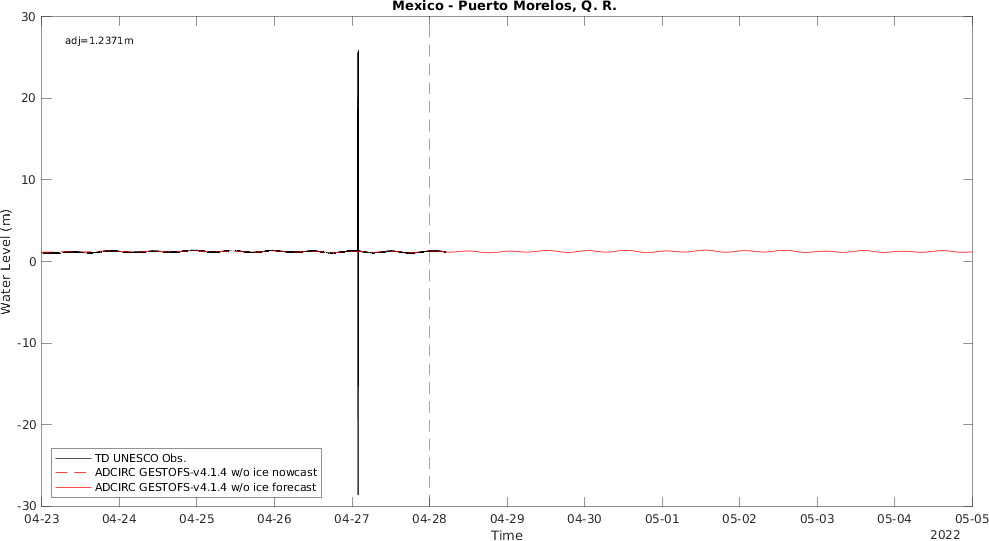 Mexico - Puerto Morelos, Q. R.
adj=1.2371m
30
20
10
0
-10
-20
-30
Water Level (m)
TD UNESCO Obs.
ADCIRC GESTOFS-v4.1.4 w/o ice nowcast
ADCIRC GESTOFS-v4.1.4 w/o ice forecast
04-23 04-24 04-25 04-26 04-27 04-28 04-29 04-30 05-01 05-02 05-03 05-04 05-05
Time
2022